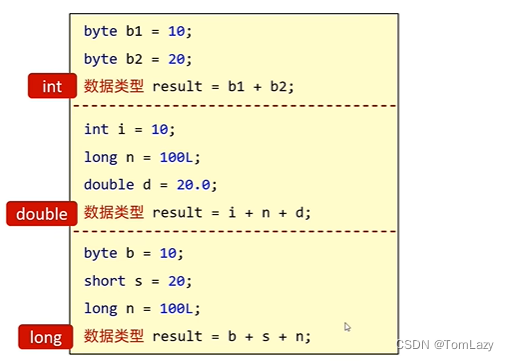 byte b1 = 10;
byte b2 = 20;
int
数据类型 result = b1 + b2;
int i = 10;
long n = 100L;
double d = 20.0;
double
数据类型 result = i + n + d;
byte b = 10;
short s = 20;
long n = 100L;
long
数据类型 result = b + s + n;
CSDN @TomLazy